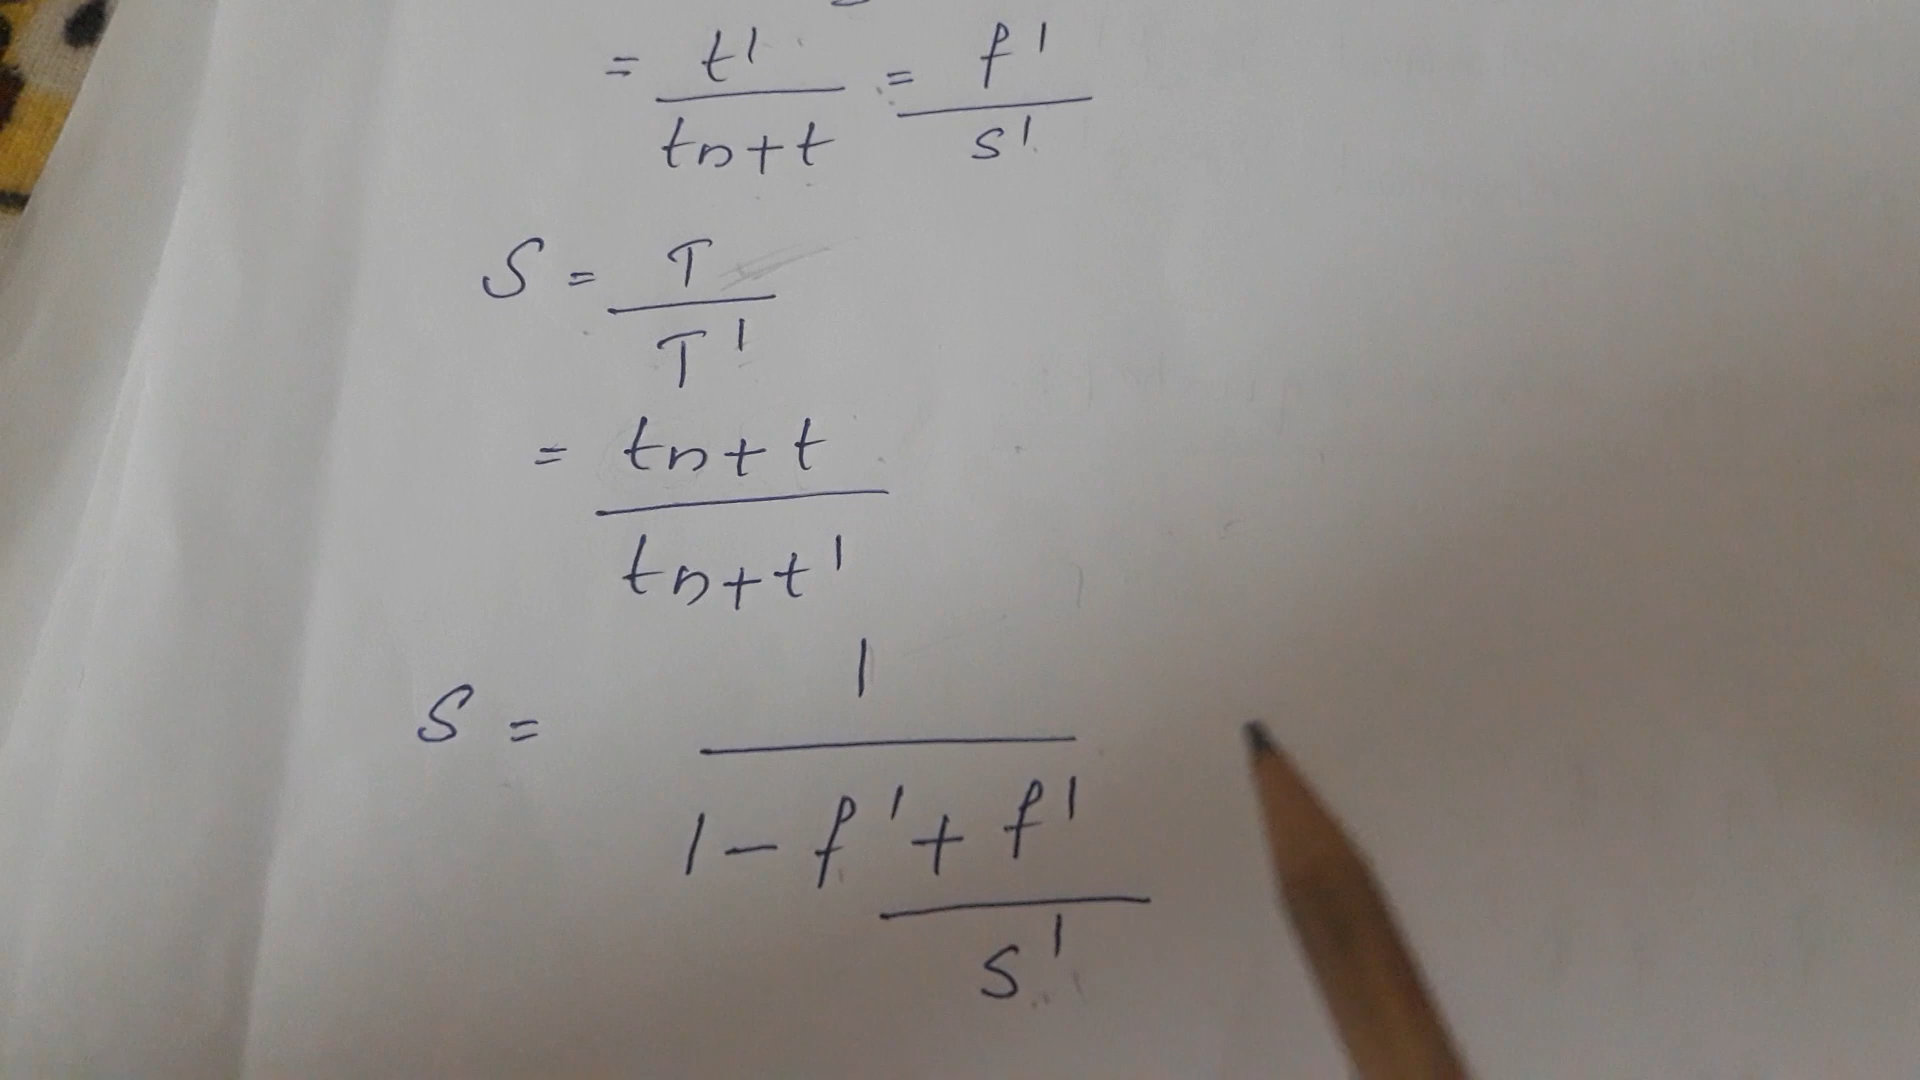 = t' / tn+t = f' / s'
S = T / T'
= tn+t / tn+t'
S = 1 / 1-f'+f' / s'